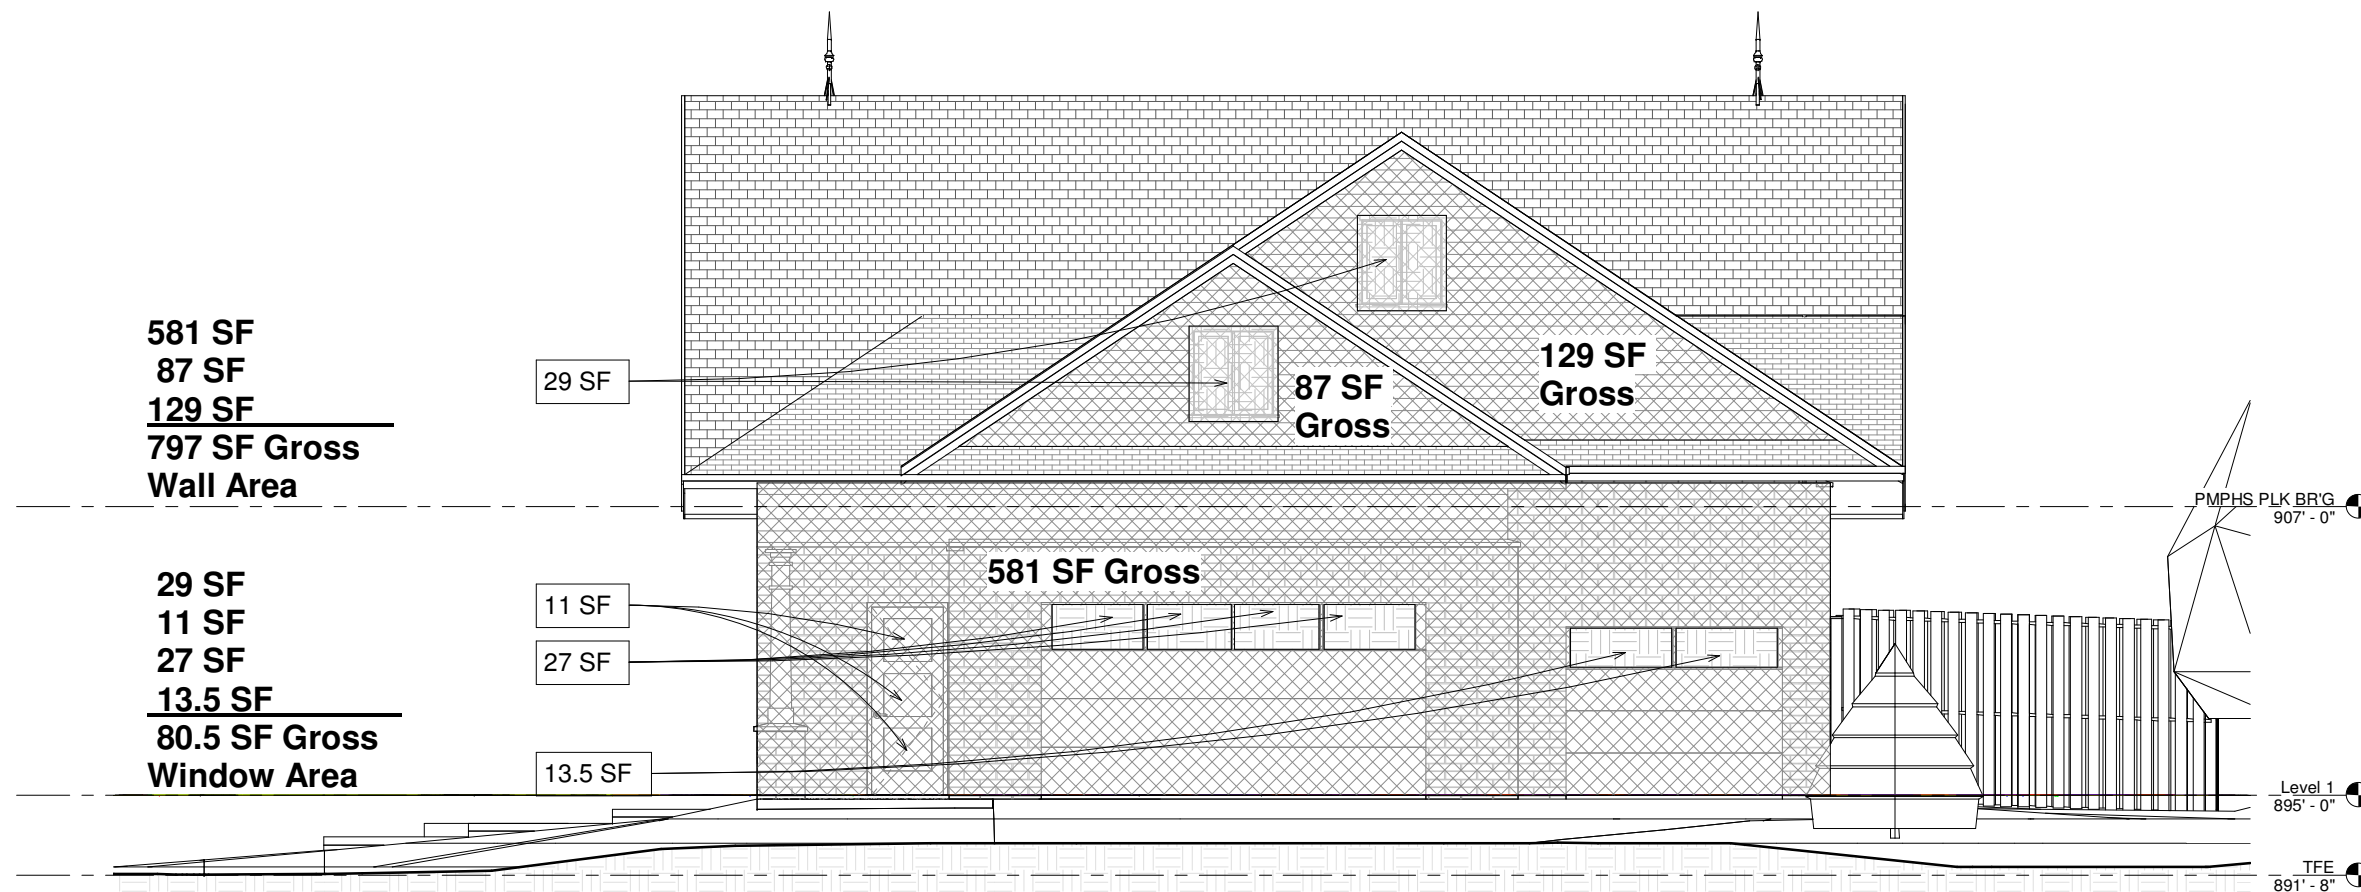 581 SF
87 SF
129 SF
797 SF Gross
Wall Area
29 SF
87 SF
Gross
129 SF
Gross
PMPHS PLK BR'G
907' - 0"
29 SF
11 SF
27 SF
13.5 SF
80.5 SF Gross
Window Area
11 SF
27 SF
13.5 SF
581 SF Gross
Level 1
895' - 0"
TFE
891' - 8"